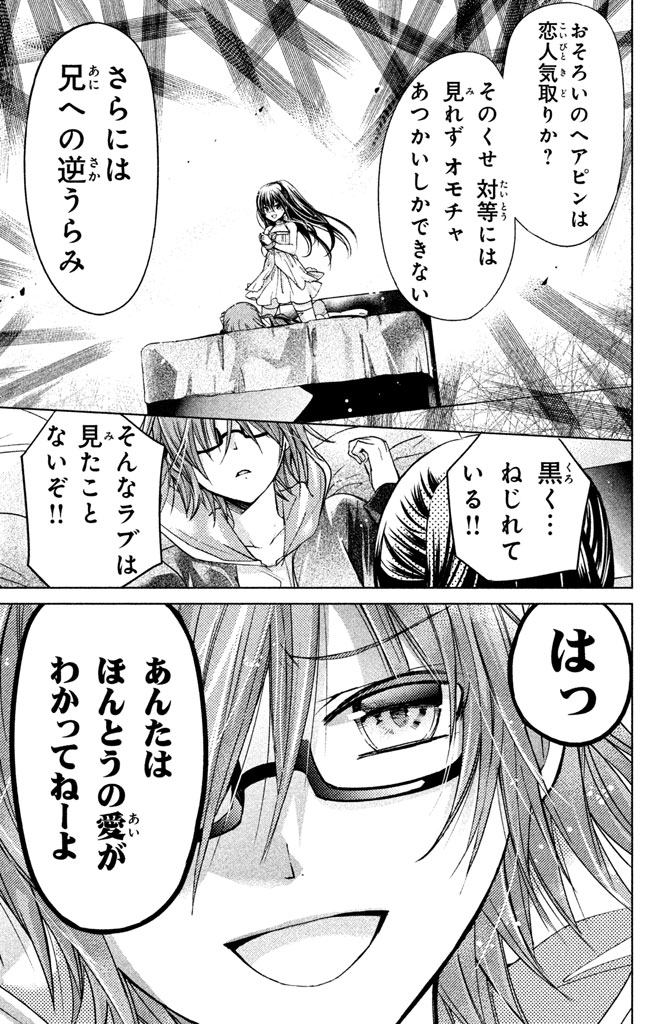 おそろいのヘアピンは
恋人気取りか?
そのくせ 対等には
見れず オモチャ
あつかいしかできない
さらには
兄への逆うらみ
黒く…
ねじれて
いる!!
そんなラブは
見たこと
ないぞ!!
はっ
あんたは
ほんとうの愛が
わかってねーよ